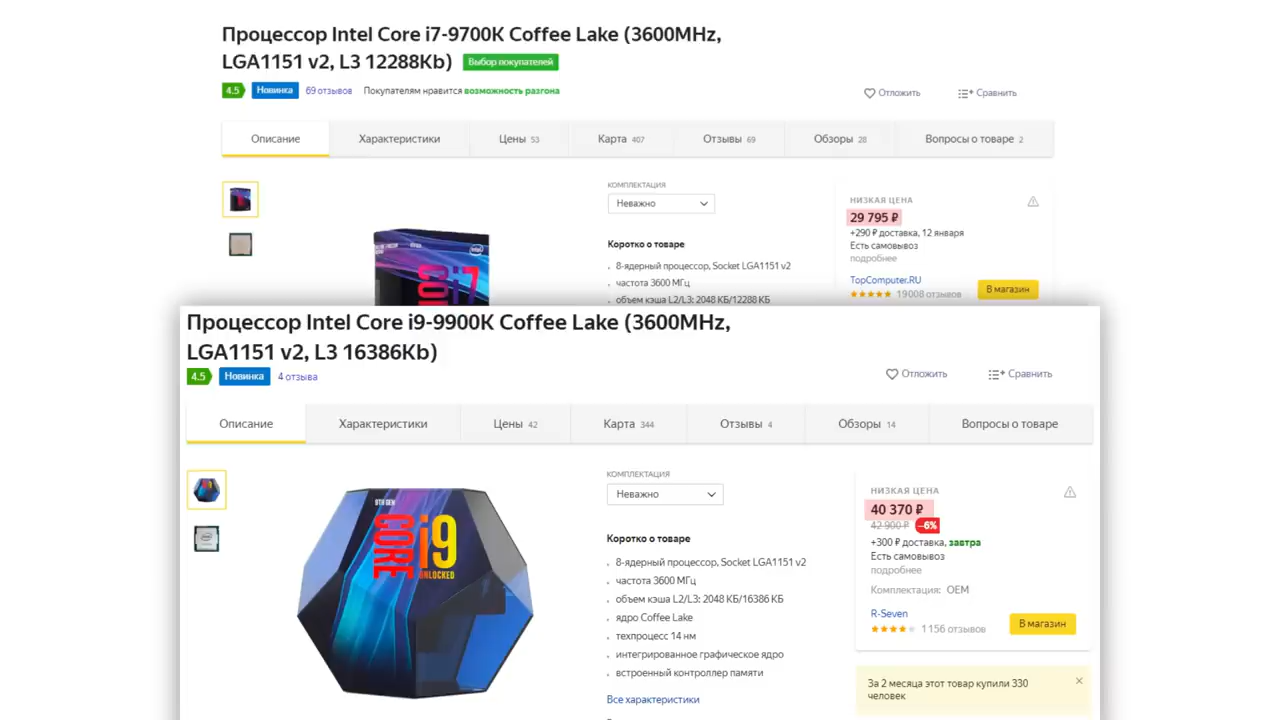 Процессор Intel Core i7-9700K Coffee Lake (3600MHz,
LGA1151 v2, L3 12288Kb) Выбор покупателей
4.5 Новинка 69 отзывов Покупателям нравится возможность разгона
Отложить Сравнить
Описание Характеристики Цены 53 Карта 407 Отзывы 69 Обзоры 28 Вопросы о товаре 2
КОМПЛЕКТАЦИЯ
Неважно
Коротко о товаре
8-ядерный процессор, Socket LGA1151 v2
частота 3600 МГц
объем кэша L2/L3: 2048 КБ/12288 КБ
НИЗКАЯ ЦЕНА
29 795 ₽
+290 ₽ доставка, 12 января
Есть самовывоз
подробнее
TopComputer.RU
19008 отзывов
В магазин
intel
CORE i7
Процессор Intel Core i9-9900K Coffee Lake (3600MHz,
LGA1151 v2, L3 16386Kb)
4.5 Новинка 4 отзыва
Отложить Сравнить
Описание Характеристики Цены 42 Карта 344 Отзывы 4 Обзоры 14 Вопросы о товаре
9TH GEN
CORE i9
UNLOCKED
КОМПЛЕКТАЦИЯ
Неважно
Коротко о товаре
8-ядерный процессор, Socket LGA1151 v2
частота 3600 МГц
объем кэша L2/L3: 2048 КБ/16386 КБ
ядро Coffee Lake
техпроцесс 14 нм
интегрированное графическое ядро
встроенный контроллер памяти
Все характеристики
НИЗКАЯ ЦЕНА
40 370 ₽
42 900 ₽ –6%
+300 ₽ доставка, завтра
Есть самовывоз
подробнее
Комплектация: OEM
R-Seven
1 156 отзывов
В магазин
За 2 месяца этот товар купили 330
человек